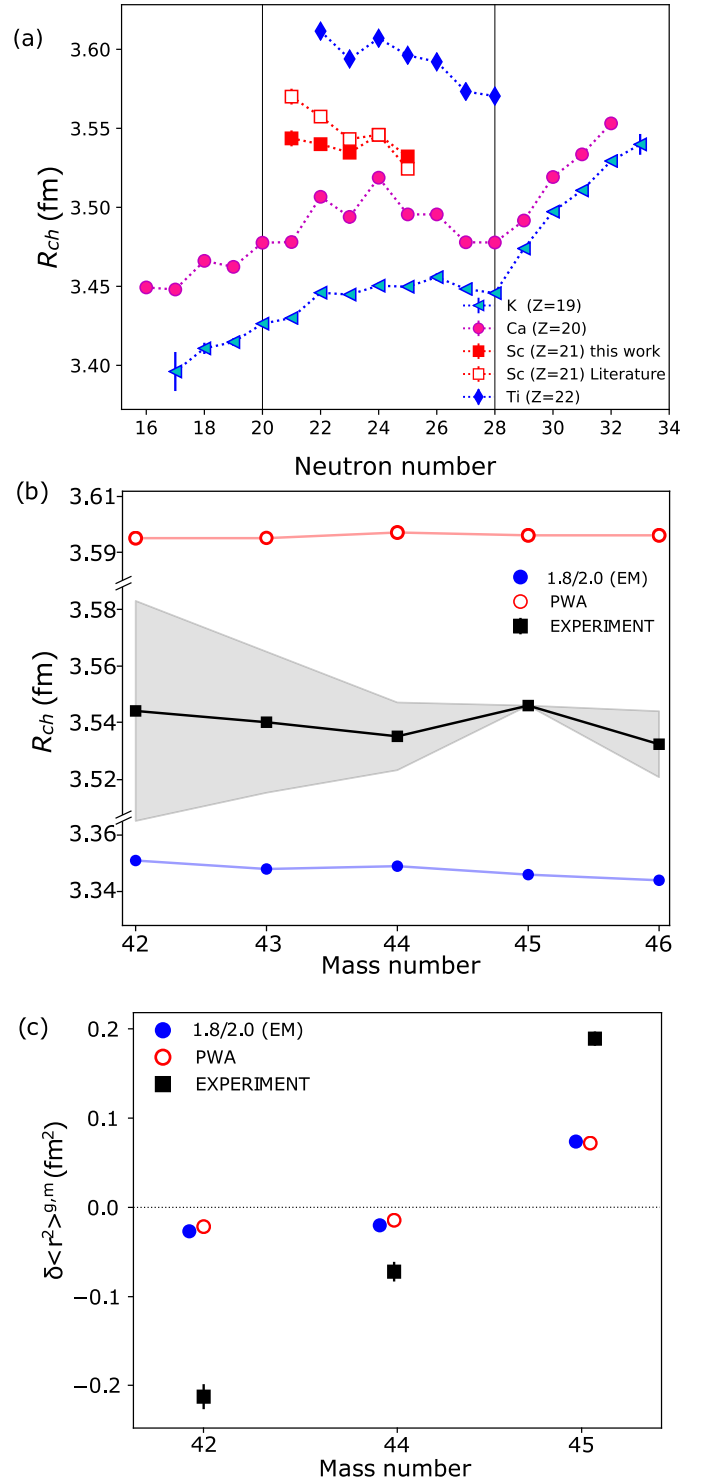 (a)
3.60
3.55
3.50
3.45
3.40
R_ch (fm)
K (Z=19)
Ca (Z=20)
Sc (Z=21) this work
Sc (Z=21) Literature
Ti (Z=22)
16 18 20 22 24 26 28 30 32 34
Neutron number
(b)
3.61
3.59
3.58
3.56
3.54
3.52
3.36
3.34
R_ch (fm)
1.8/2.0 (EM)
PWA
EXPERIMENT
42 43 44 45 46
Mass number
(c)
0.2
0.1
0.0
−0.1
−0.2
δ<r²>^g,m (fm²)
1.8/2.0 (EM)
PWA
EXPERIMENT
42 44 45
Mass number